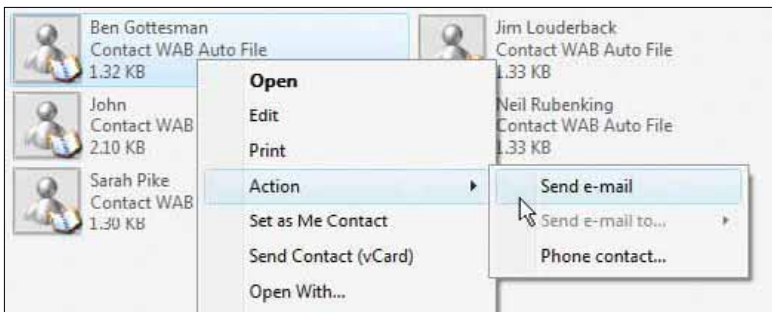 Ben Gottesman
Contact WAB Auto File
1.32 KB
Jim Louderback
Contact WAB Auto File
1.33 KB
John
Contact WAB
2.10 KB
Neil Rubenking
Contact WAB Auto File
1.33 KB
Sarah Pike
Contact WAB
1.30 KB
Open
Edit
Print
Action
Set as Me Contact
Send Contact (vCard)
Open With...
Send e-mail
Send e-mail to...
Phone contact...